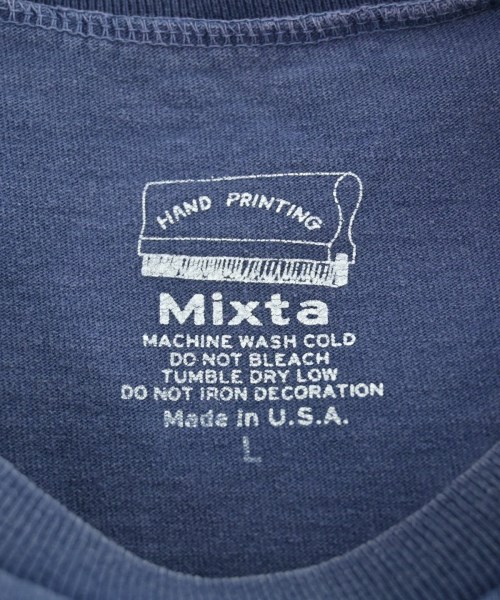 HAND PRINTING
Mixta
MACHINE WASH COLD
DO NOT BLEACH
TUMBLE DRY LOW
DO NOT IRON DECORATION
Made in U.S.A.
L